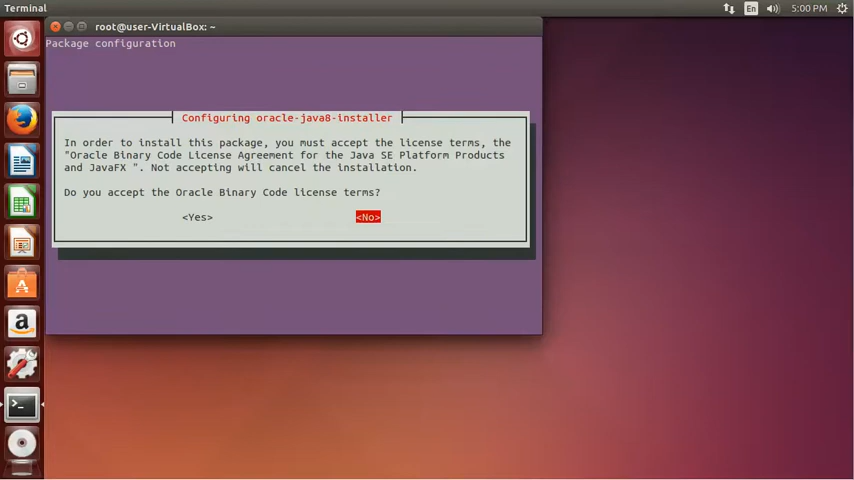 Terminal
En
5:00 PM
root@user-VirtualBox: ~
Package configuration
Configuring oracle-java8-installer
In order to install this package, you must accept the license terms, the
"Oracle Binary Code License Agreement for the Java SE Platform Products
and JavaFX ". Not accepting will cancel the installation.
Do you accept the Oracle Binary Code license terms?
<Yes> <No>